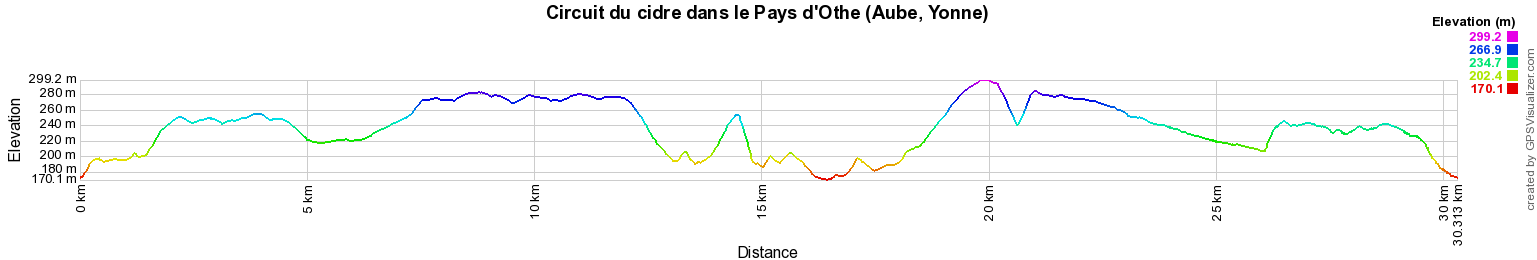 Circuit du cidre dans le Pays d'Othe (Aube, Yonne)
Elevation (m)
299.2
266.9
234.7
202.4
170.1
299.2 m
280 m
260 m
240 m
220 m
200 m
180 m
170.1 m
Elevation
0 km
5 km
10 km
15 km
20 km
25 km
30 km
30.313 km
Distance
created by GPSVisualizer.com